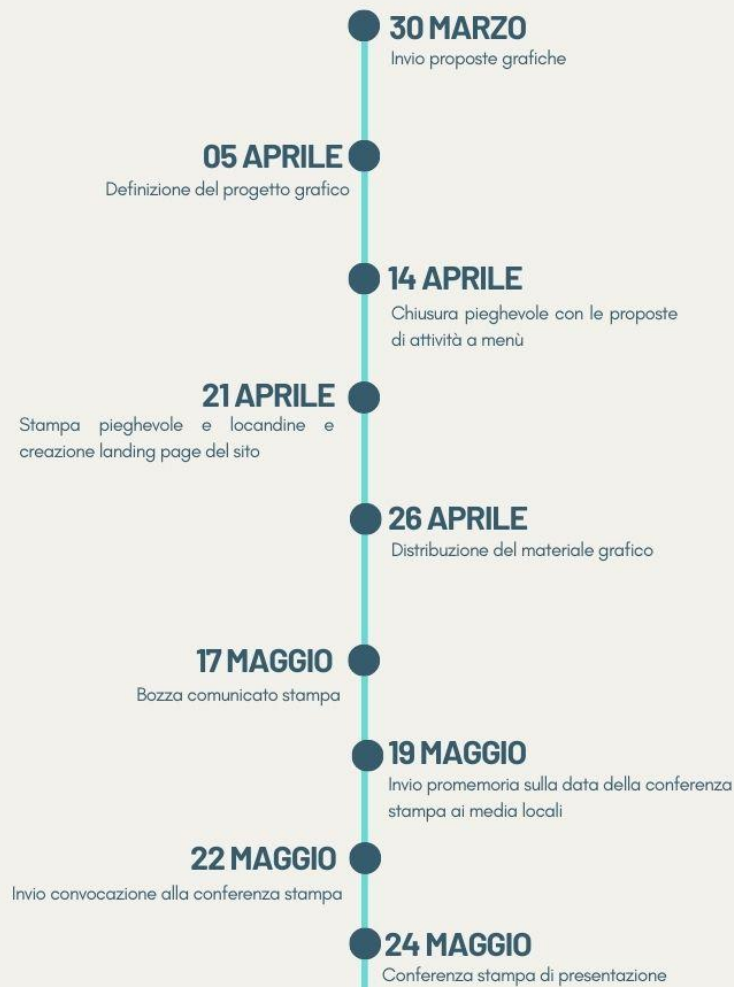 30 MARZO
Invio proposte grafiche
05 APRILE
Definizione del progetto grafico
14 APRILE
Chiusura pieghevole con le proposte
di attività a menù
21 APRILE
Stampa pieghevole e locandine e
creazione landing page del sito
26 APRILE
Distribuzione del materiale grafico
17 MAGGIO
Bozza comunicato stampa
19 MAGGIO
Invio promemoria sulla data della conferenza
stampa ai media locali
22 MAGGIO
Invio convocazione alla conferenza stampa
24 MAGGIO
Conferenza stampa di presentazione